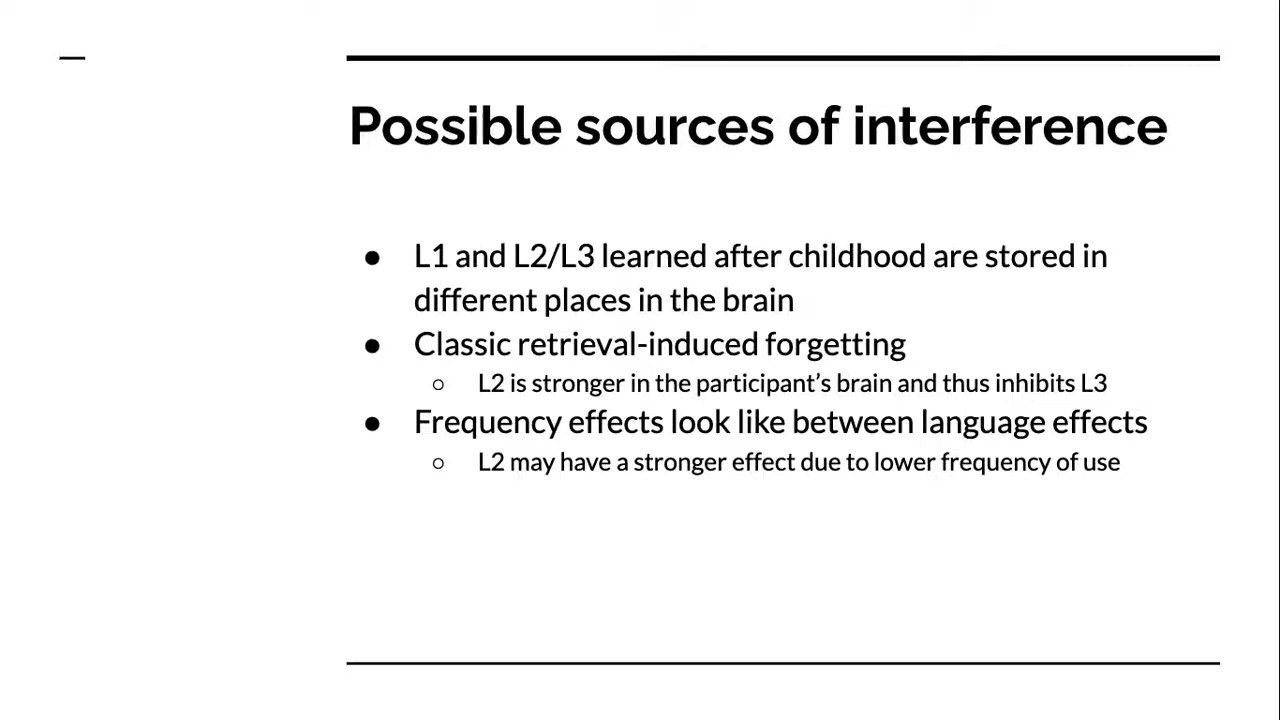 Possible sources of interference
● L1 and L2/L3 learned after childhood are stored in
different places in the brain
● Classic retrieval-induced forgetting
○ L2 is stronger in the participant’s brain and thus inhibits L3
● Frequency effects look like between language effects
○ L2 may have a stronger effect due to lower frequency of use